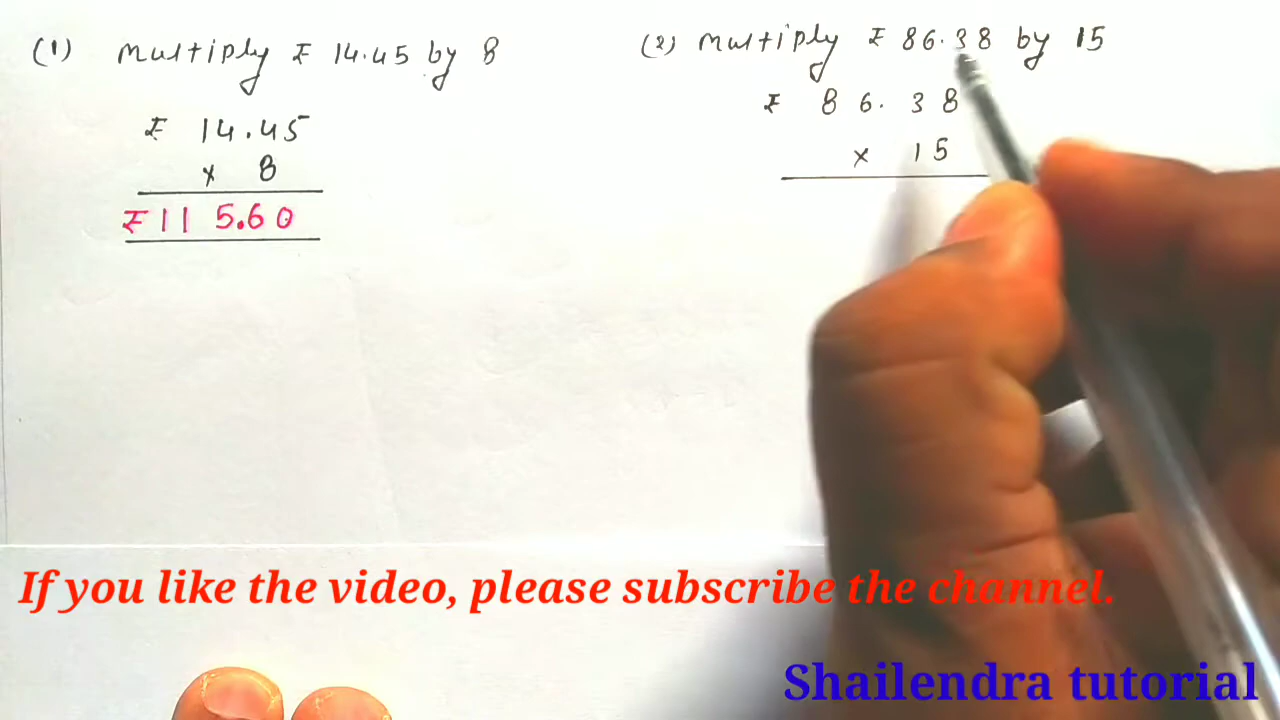 (1) Multiply ₹ 14.45 by 8
₹ 14.45
x 8
₹ 115.60
(2) Multiply ₹ 86.38 by 15
₹ 86.38
x 15
If you like the video, please subscribe the channel.
Shailendra tutorial